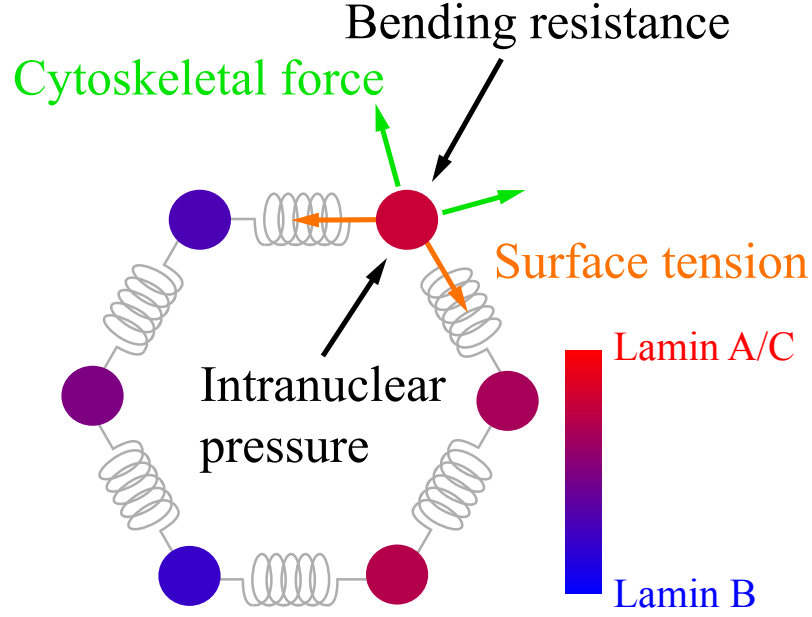 Bending resistance
Cytoskeletal force
Surface tension
Lamin A/C
Intranuclear
pressure
Lamin B